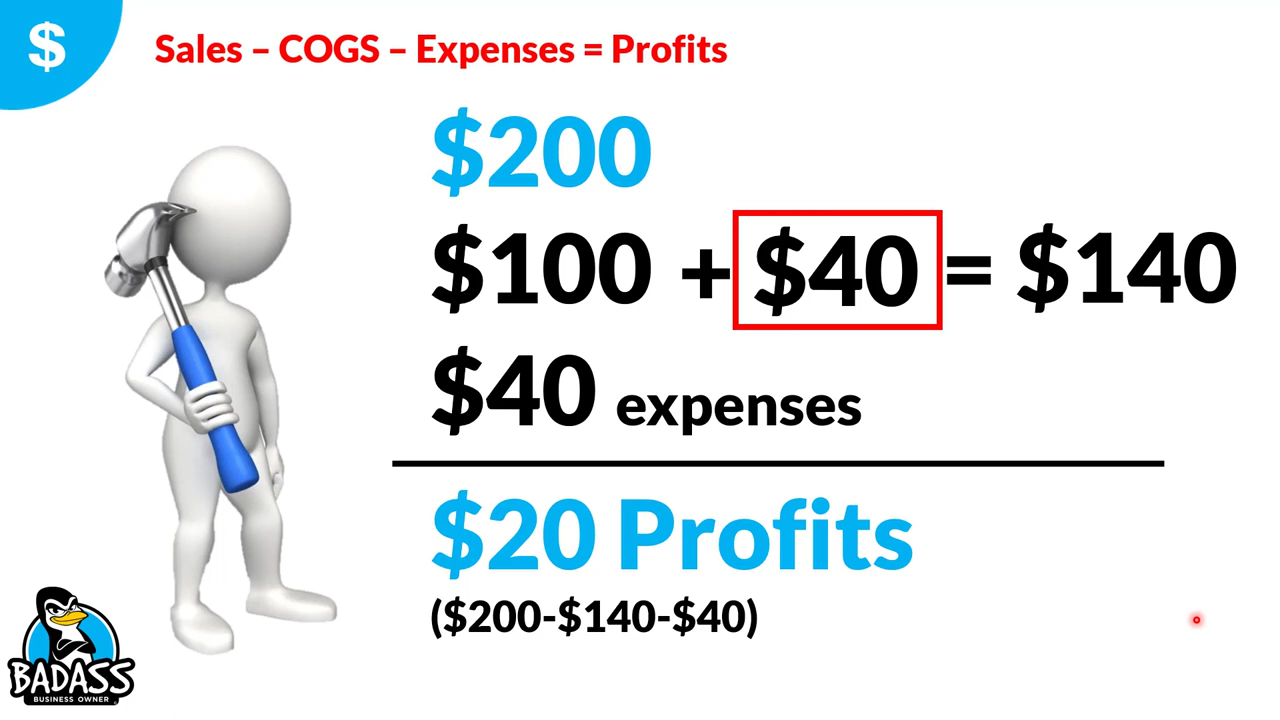 $
Sales – COGS – Expenses = Profits
$200
$100 + $40 = $140
$40 expenses
$20 Profits
($200-$140-$40)
BADASS
BUSINESS OWNER